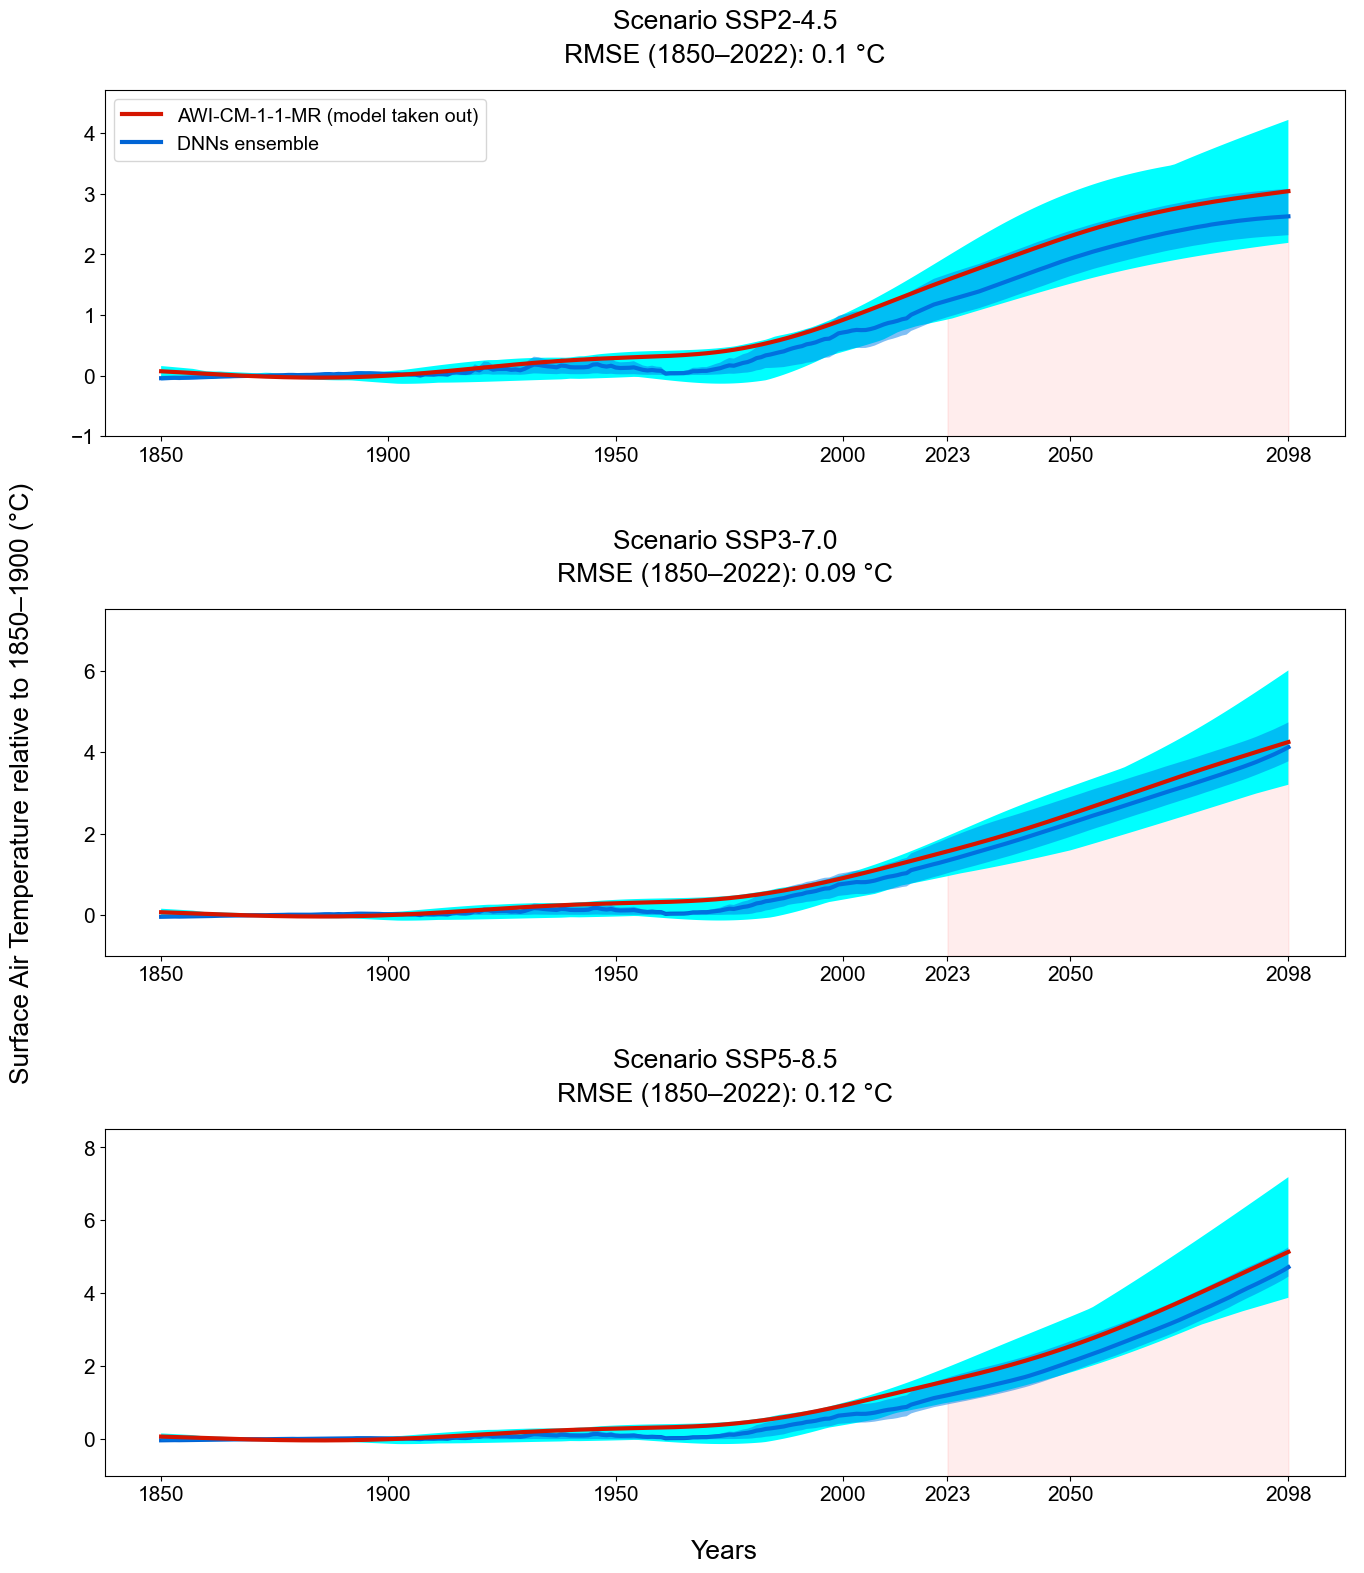 Scenario SSP2-4.5
RMSE (1850–2022): 0.1 °C
AWI-CM-1-1-MR (model taken out)
DNNs ensemble
4
3
2
1
0
−1
1850 1900 1950 2000 2023 2050 2098
Surface Air Temperature relative to 1850–1900 (°C)
Scenario SSP3-7.0
RMSE (1850–2022): 0.09 °C
6
4
2
0
1850 1900 1950 2000 2023 2050 2098
Scenario SSP5-8.5
RMSE (1850–2022): 0.12 °C
8
6
4
2
0
1850 1900 1950 2000 2023 2050 2098
Years